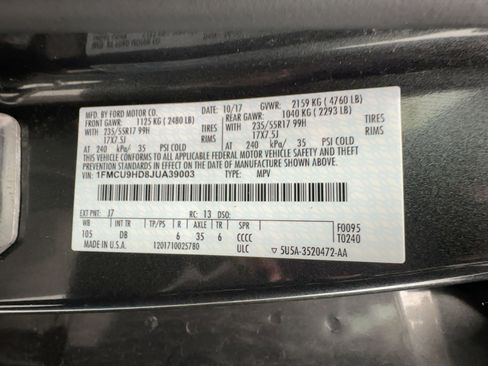 MFD. BY FORD MOTOR CO. DATE: 10/17 GVWR: 2159 KG ( 4760 LB)
FRONT GAWR: 1125 KG ( 2480 LB) REAR GAWR: 1040 KG ( 2293 LB)
WITH 235/55R17 99H TIRES WITH 235/55R17 99H TIRES
17X7.5J RIMS 17X7.5J RIMS
AT 240 kPa/ 35 PSI COLD AT 240 kPa/ 35 PSI COLD
THIS VEHICLE CONFORMS TO ALL APPLICABLE FEDERAL MOTOR VEHICLE SAFETY AND BUMPER STANDARDS AND THEFT
PREVENTION STANDARDS IN EFFECT ON THE DATE OF MANUFACTURE SHOWN ABOVE.
VIN: 1FMCU9HD8JUA39003 TYPE: MPV
EXT PNT: J7 RC: 13 DSO: F0095
WB TP/PS R AXLE TR SPR T0240
105 DB 6 35 6 CCCC
MADE IN U.S.A. 1201710025780 ULC 5U5A-3520472-AA